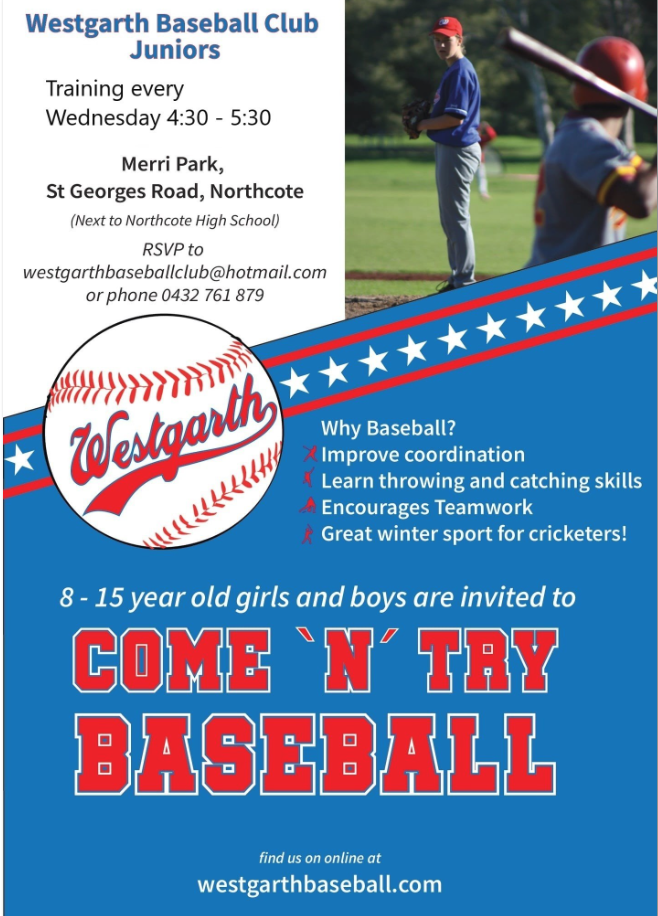 Westgarth Baseball Club
Juniors
Training every
Wednesday 4:30 - 5:30
Merri Park,
St Georges Road, Northcote
(Next to Northcote High School)
RSVP to
westgarthbaseballclub@hotmail.com
or phone 0432 761 879
Westgarth
Why Baseball?
Improve coordination
Learn throwing and catching skills
Encourages Teamwork
Great winter sport for cricketers!
8 - 15 year old girls and boys are invited to
COME `N´ TRY
BASEBALL
find us on online at
westgarthbaseball.com